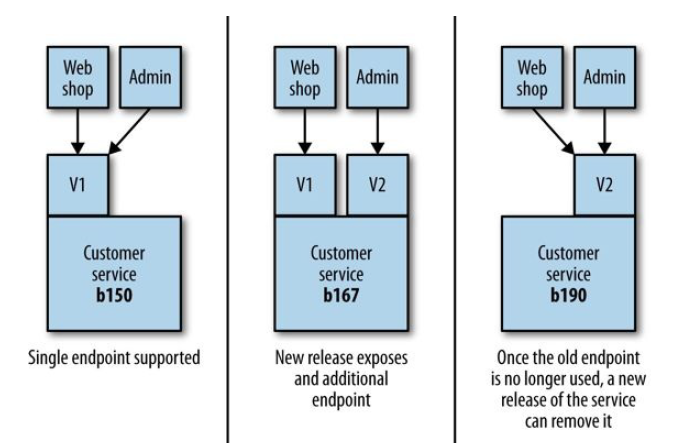 Web
shop
Admin
V1
Customer
service
b150
Single endpoint supported
Web
shop
Admin
V1
V2
Customer
service
b167
New release exposes
and additional
endpoint
Web
shop
Admin
V2
Customer
service
b190
Once the old endpoint
is no longer used, a new
release of the service
can remove it